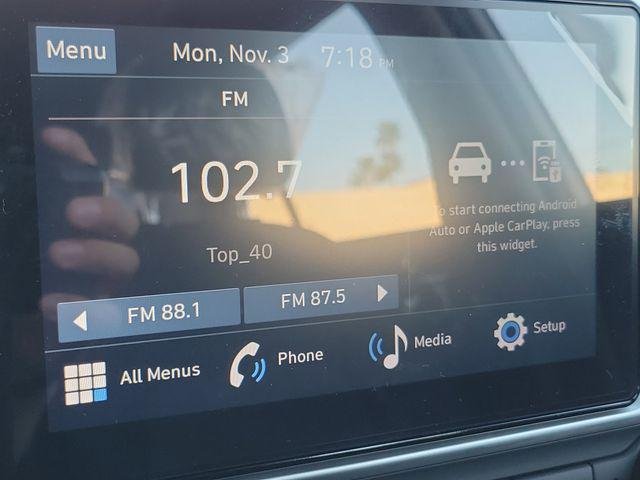 Menu
Mon, Nov. 3 7:18 PM
FM
102.7
Top_40
To start connecting Android
Auto or Apple CarPlay, press
this widget.
FM 88.1
FM 87.5
All Menus
Phone
Media
Setup